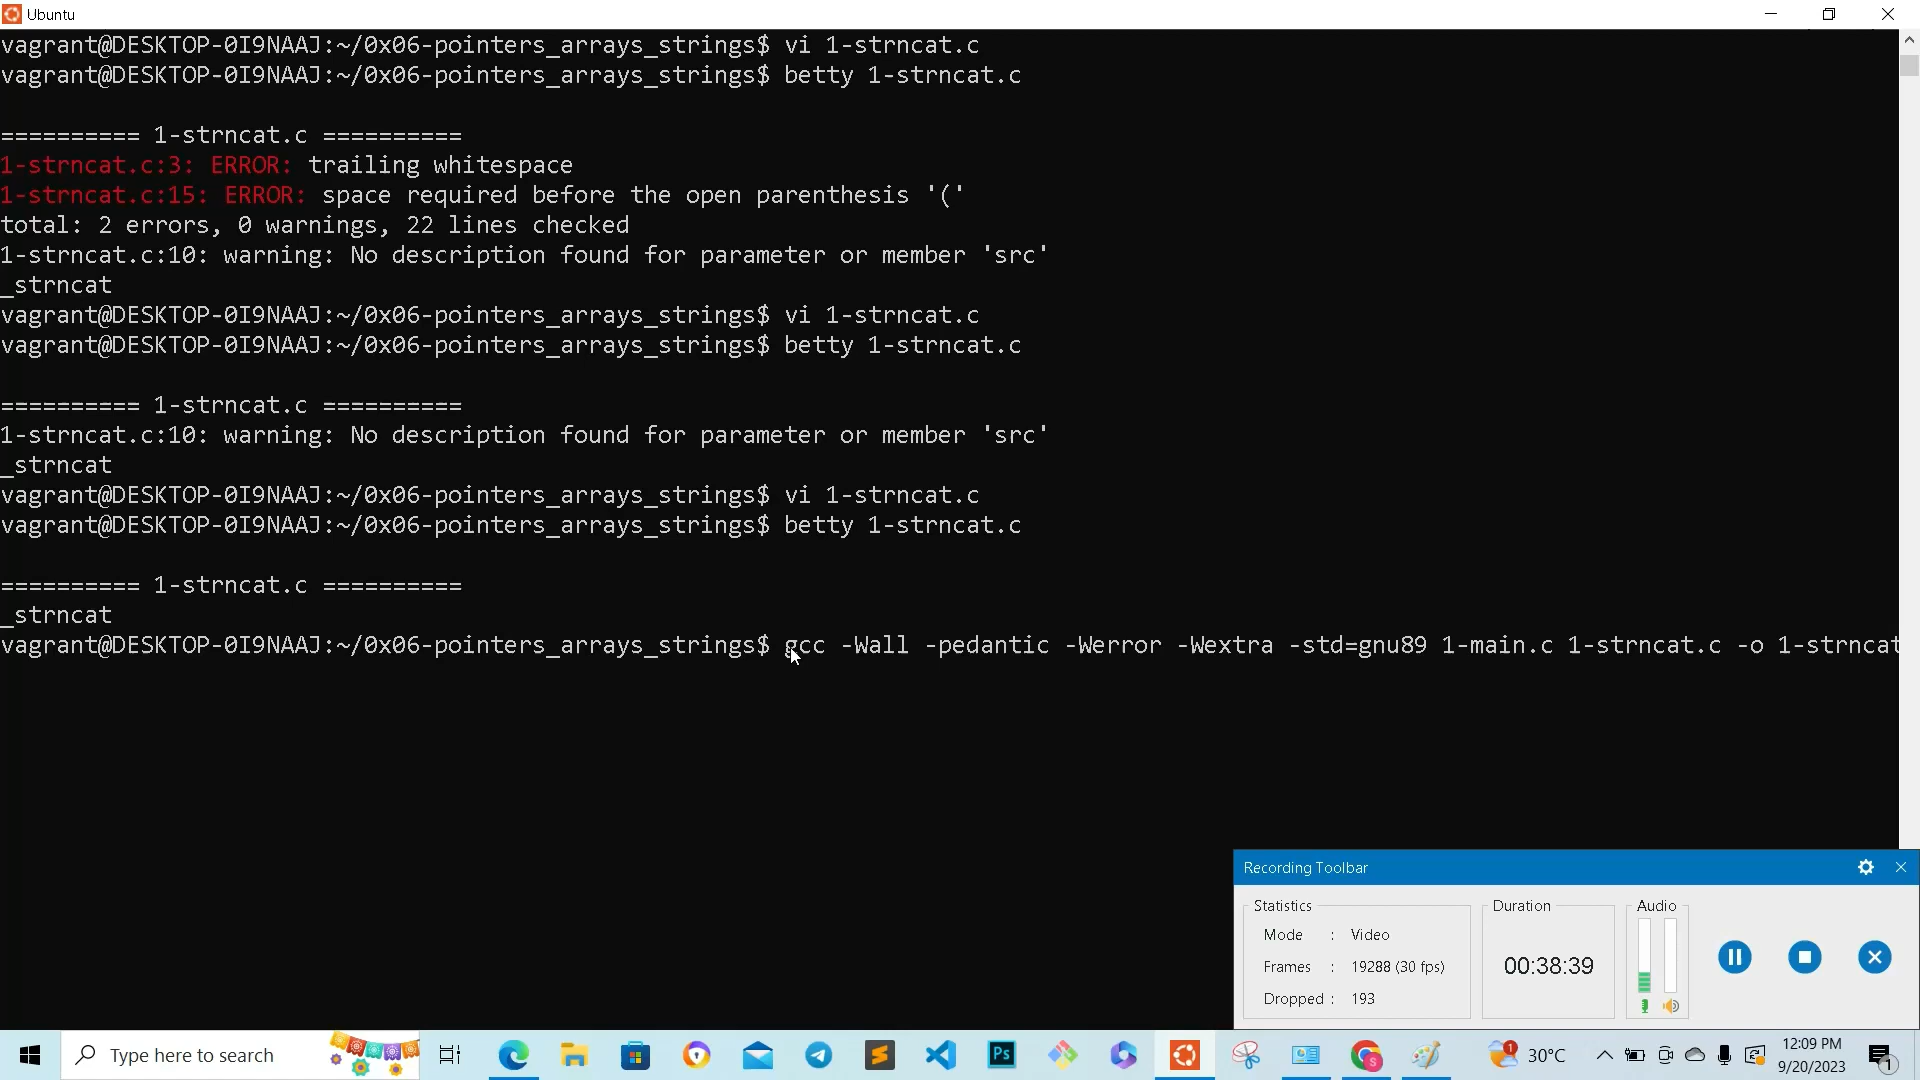 Ubuntu
vagrant@DESKTOP-0I9NAAJ:~/0x06-pointers_arrays_strings$ vi 1-strncat.c
vagrant@DESKTOP-0I9NAAJ:~/0x06-pointers_arrays_strings$ betty 1-strncat.c
========== 1-strncat.c ==========
1-strncat.c:3: ERROR: trailing whitespace
1-strncat.c:15: ERROR: space required before the open parenthesis '('
total: 2 errors, 0 warnings, 22 lines checked
1-strncat.c:10: warning: No description found for parameter or member 'src'
_strncat
vagrant@DESKTOP-0I9NAAJ:~/0x06-pointers_arrays_strings$ vi 1-strncat.c
vagrant@DESKTOP-0I9NAAJ:~/0x06-pointers_arrays_strings$ betty 1-strncat.c
========== 1-strncat.c ==========
1-strncat.c:10: warning: No description found for parameter or member 'src'
_strncat
vagrant@DESKTOP-0I9NAAJ:~/0x06-pointers_arrays_strings$ vi 1-strncat.c
vagrant@DESKTOP-0I9NAAJ:~/0x06-pointers_arrays_strings$ betty 1-strncat.c
========== 1-strncat.c ==========
_strncat
vagrant@DESKTOP-0I9NAAJ:~/0x06-pointers_arrays_strings$ gcc -Wall -pedantic -Werror -Wextra -std=gnu89 1-main.c 1-strncat.c -o 1-strncat
Recording Toolbar
Statistics
Mode : Video
Frames : 19288 (30 fps)
Dropped : 193
Duration
00:38:39
Audio
Type here to search
Ps
S
1
30°C
12:09 PM
9/20/2023
1